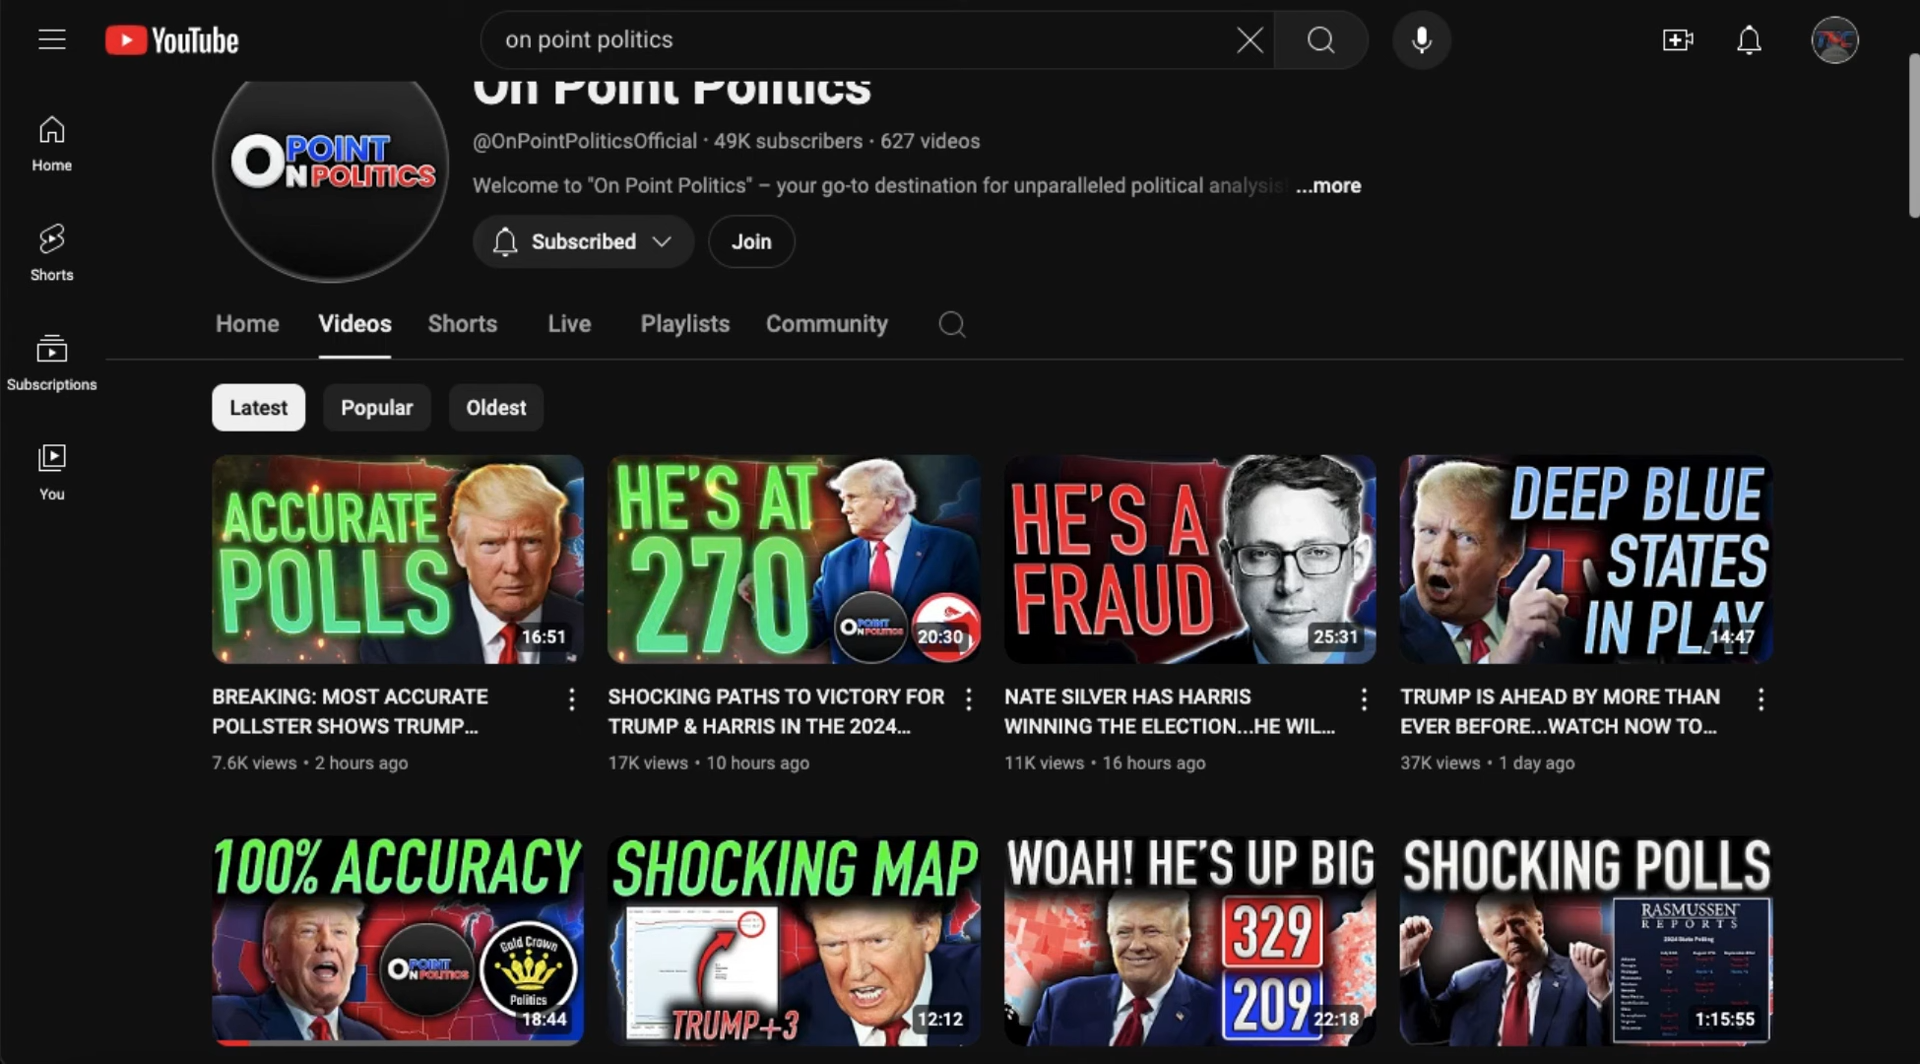 YouTube
on point politics
On Point Politics
@OnPointPoliticsOfficial · 49K subscribers · 627 videos
Welcome to "On Point Politics" – your go-to destination for unparalleled political analysis ...more
Subscribed
Join
Home
Shorts
Subscriptions
You
O POINT
N POLITICS
Home Videos Shorts Live Playlists Community
Latest Popular Oldest
ACCURATE
POLLS
16:51
HE'S AT
270
O POINT
N POLITICS
20:30
HE'S A
FRAUD
25:31
DEEP BLUE
STATES
IN PLAY
14:47
BREAKING: MOST ACCURATE
POLLSTER SHOWS TRUMP...
7.6K views • 2 hours ago
SHOCKING PATHS TO VICTORY FOR
TRUMP & HARRIS IN THE 2024...
17K views • 10 hours ago
NATE SILVER HAS HARRIS
WINNING THE ELECTION...HE WIL...
11K views • 16 hours ago
TRUMP IS AHEAD BY MORE THAN
EVER BEFORE...WATCH NOW TO...
37K views • 1 day ago
100% ACCURACY
O POINT
N POLITICS
Gold Crown
Politics
18:44
SHOCKING MAP
TRUMP+3
12:12
WOAH! HE'S UP BIG
329
209
22:18
SHOCKING POLLS
RASMUSSEN
REPORTS
2024 State Polling
1:15:55